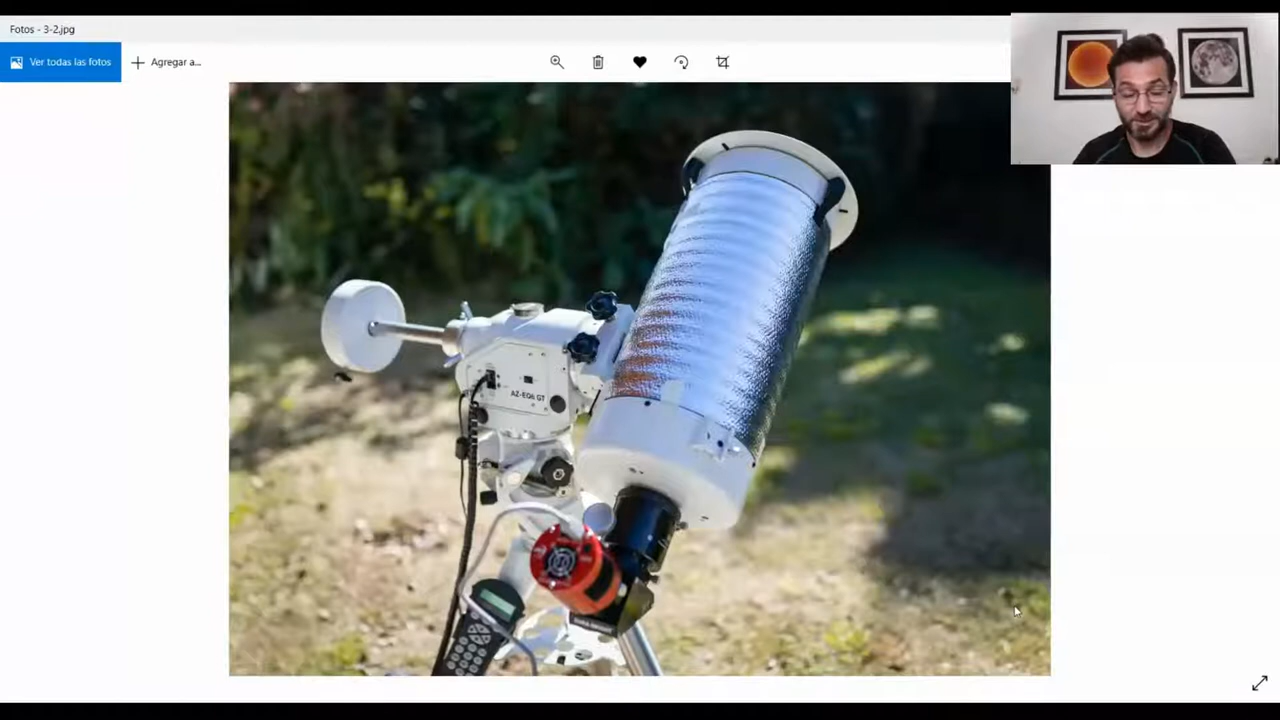 Fotos - 3-2.jpg
Ver todas las fotos
Agregar a...
AZ-EQ6 GT